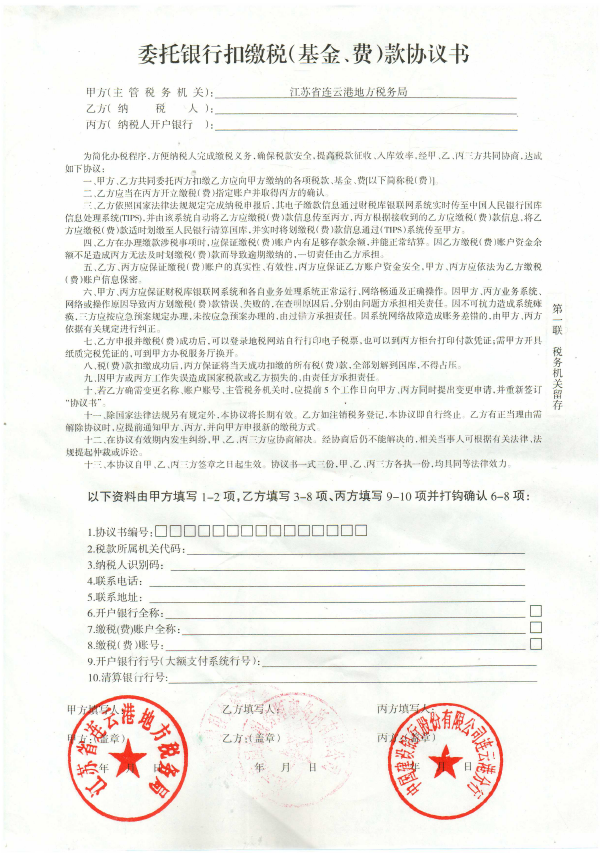 委托银行扣缴税(基金、费)款协议书
甲方(主管税务机关):江苏省连云港地方税务局
乙方(纳税人):
丙方(纳税人开户银行):
为简化办税程序,方便纳税人完成缴税义务,确保税款安全,提高税款征收、入库效率,经甲、乙、丙三方共同协商,达成
如下协议:
一、甲方、乙方共同委托丙方扣缴乙方应向甲方缴纳的各项税款、基金、费[以下简称税(费)]。
二、乙方应当在丙方开立缴税(费)指定账户并取得丙方的确认。
三、乙方依照国家法律法规规定完成纳税申报后,其电子缴款信息通过财税库银联网系统实时传至中国人民银行国库
信息处理系统(TIPS),并由该系统自动将乙方应缴税(费)款信息传至丙方,丙方根据接收到的乙方应缴税(费)款信息,将乙
方应缴税(费)款适时划缴至人民银行清算国库,并实时将划缴税(费)款信息通过(TIPS)系统传至甲方。
四、乙方在办理缴款涉税事项时,应保证缴税(费)账户内有足够存款余额,并能正常结算。因乙方缴税(费)账户资金余
额不足造成丙方无法及时划缴税(费)款而导致逾期缴纳的,一切责任由乙方承担。
五、乙方、丙方应保证缴税(费)账户的真实性、有效性,丙方应保证乙方账户资金安全,甲方、丙方应依法为乙方缴税
(费)账户信息保密。
六、甲方、丙方应保证财税库银联网系统和各自业务处理系统正常运行,网络畅通及正确操作。因甲方、丙方业务系统、
网络或操作原因导致丙方划缴税(费)款错误、失败的,在查明原因后,分别由问题方承担相关责任。因不可抗力造成系统瘫
痪,三方应按应急预案规定办理,未按应急预案办理的,由过错方承担责任。因系统网络故障造成账务差错的,由甲方、丙方
依据有关规定进行纠正。
七、乙方申报并缴税(费)成功后,可以登录地税网站自行打印电子税票,也可以到丙方柜台打印付款凭证;需甲方开具
纸质完税凭证的,可到甲方办税服务厅换开。
八、税(费)款扣缴成功后,丙方保证将当天成功扣缴的所有税(费)款,全部划解到国库,不得占压。
九、因甲方或丙方工作失误造成国家税款或乙方损失的,由责任方承担责任。
十、若乙方确需变更名称、账户账号、主管税务机关时,应提前5个工作日向甲方、丙方同时提出变更申请,并重新签订
“协议书”。
十一、除国家法律法规另有规定外,本协议将长期有效。乙方如注销税务登记,本协议即自行终止。乙方有正当理由需
解除协议时,应提前通知甲方、丙方,并向甲方申报新的缴税方式。
十二、在协议有效期内发生纠纷,甲、乙、丙三方应协商解决。经协商后仍不能解决的,相关当事人可根据有关法律、法
规提起仲裁或诉讼。
十三、本协议自甲、乙、丙三方签章之日起生效。协议书一式三份,甲、乙、丙三方各执一份,均具同等法律效力。
第一联 税务机关留存
以下资料由甲方填写1-2项,乙方填写3-8项、丙方填写9-10项并打钩确认6-8项:
1.协议书编号:□□□□□□□□□□□□□□□
2.税款所属机关代码:
3.纳税人识别码:
4.联系电话:
5.联系地址:
6.开户银行全称:□
7.缴税(费)账户全称:□
8.缴税(费)账号:□
9.开户银行行号(大额支付系统行号):
10.清算银行行号:
甲方填写人: 乙方填写人: 丙方填写人:
甲方:(盖章) 乙方:(盖章) 丙方:(盖章)
年 月 日 年 月 日 年 月 日
江苏省连云港地方税务局